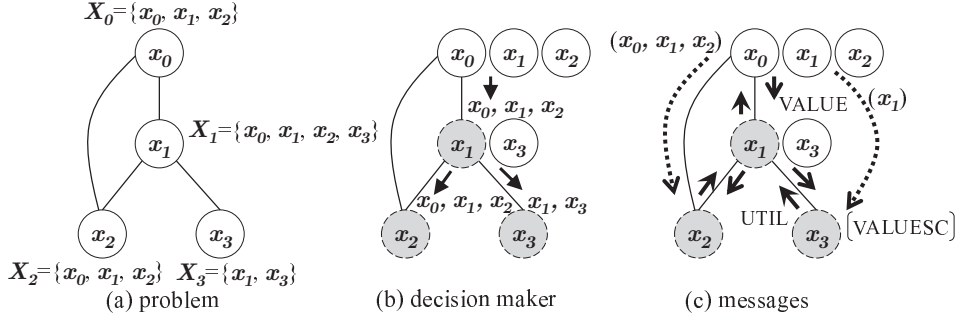 X0={x0, x1, x2}
x0
x1
X1={x0, x1, x2, x3}
x2
x3
X2={x0, x1, x2}
X3={x1, x3}
(a) problem
x0 x1 x2
x0, x1, x2
x1 x3
x0, x1, x2
x1, x3
x2
x3
(b) decision maker
(x0, x1, x2)
x0 x1 x2
VALUE
(x1)
x1 x3
UTIL
x2
x3
[VALUESC]
(c) messages